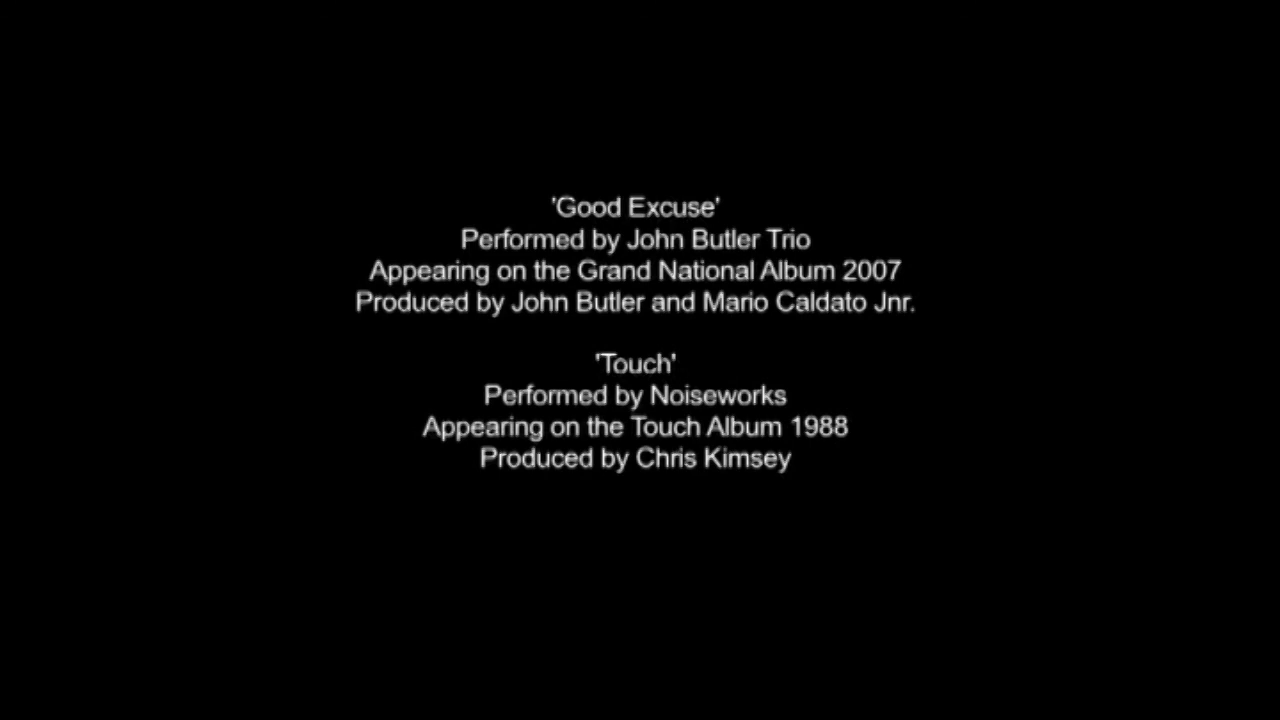 'Good Excuse'
Performed by John Butler Trio
Appearing on the Grand National Album 2007
Produced by John Butler and Mario Caldato Jnr.
'Touch'
Performed by Noiseworks
Appearing on the Touch Album 1988
Produced by Chris Kimsey